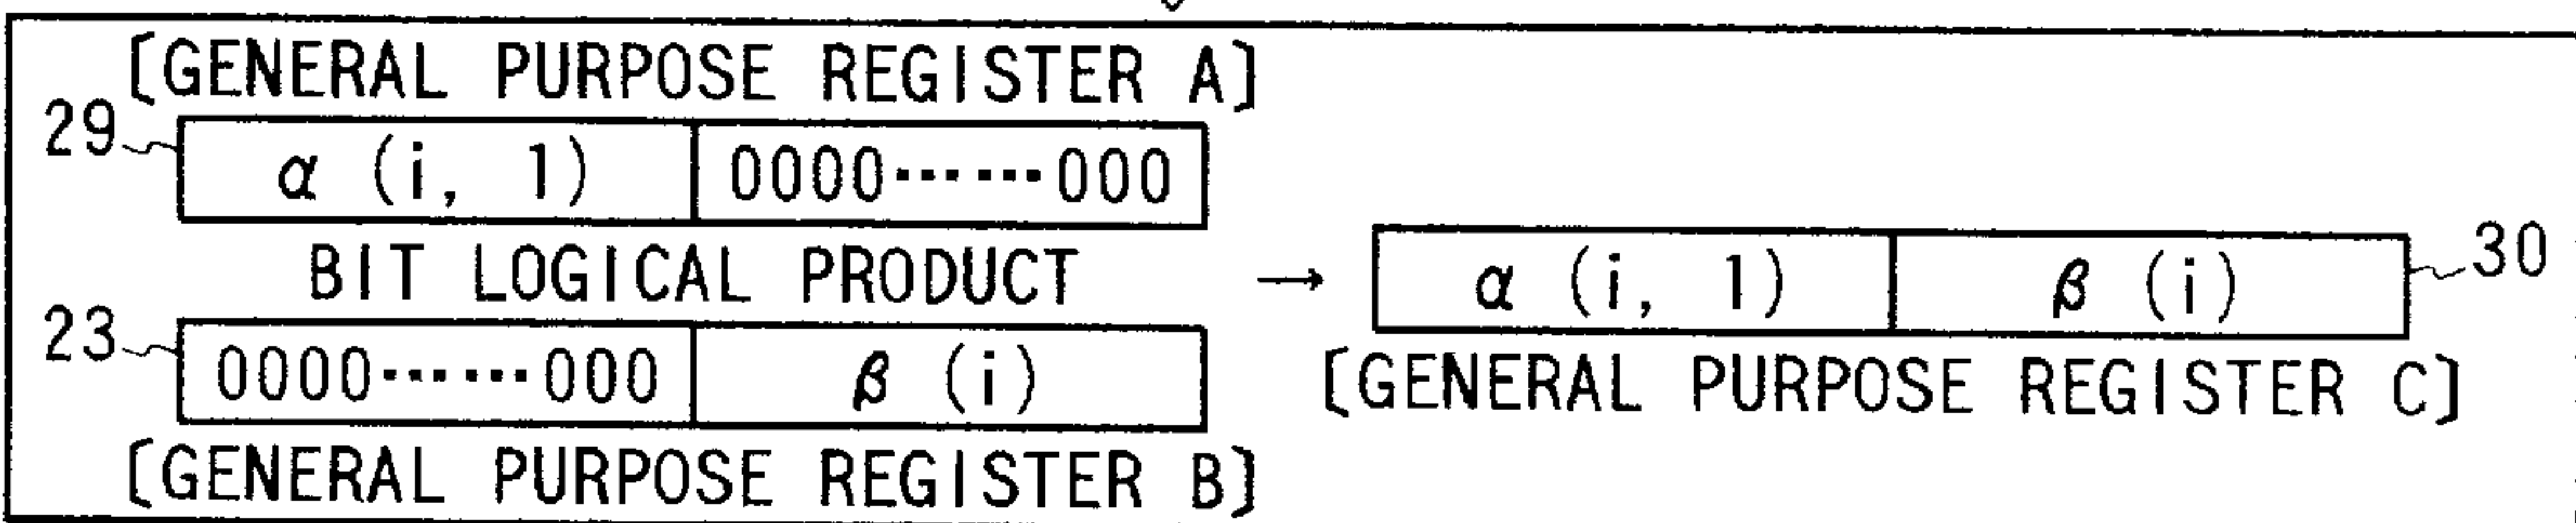 [GENERAL PURPOSE REGISTER A]
29
α (i, 1) 0000……000
BIT LOGICAL PRODUCT → α (i, 1) β (i) 30
23
0000……000 β (i)
[GENERAL PURPOSE REGISTER C]
[GENERAL PURPOSE REGISTER B]